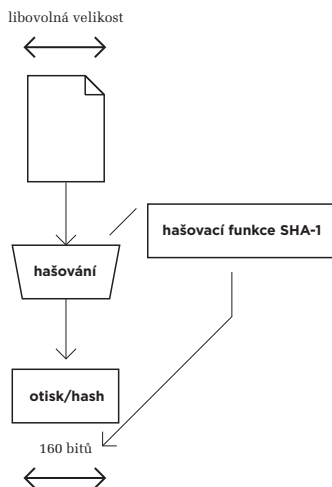 libovolná velikost
hašovací funkce SHA-1
hašování
otisk/hash
160 bitů